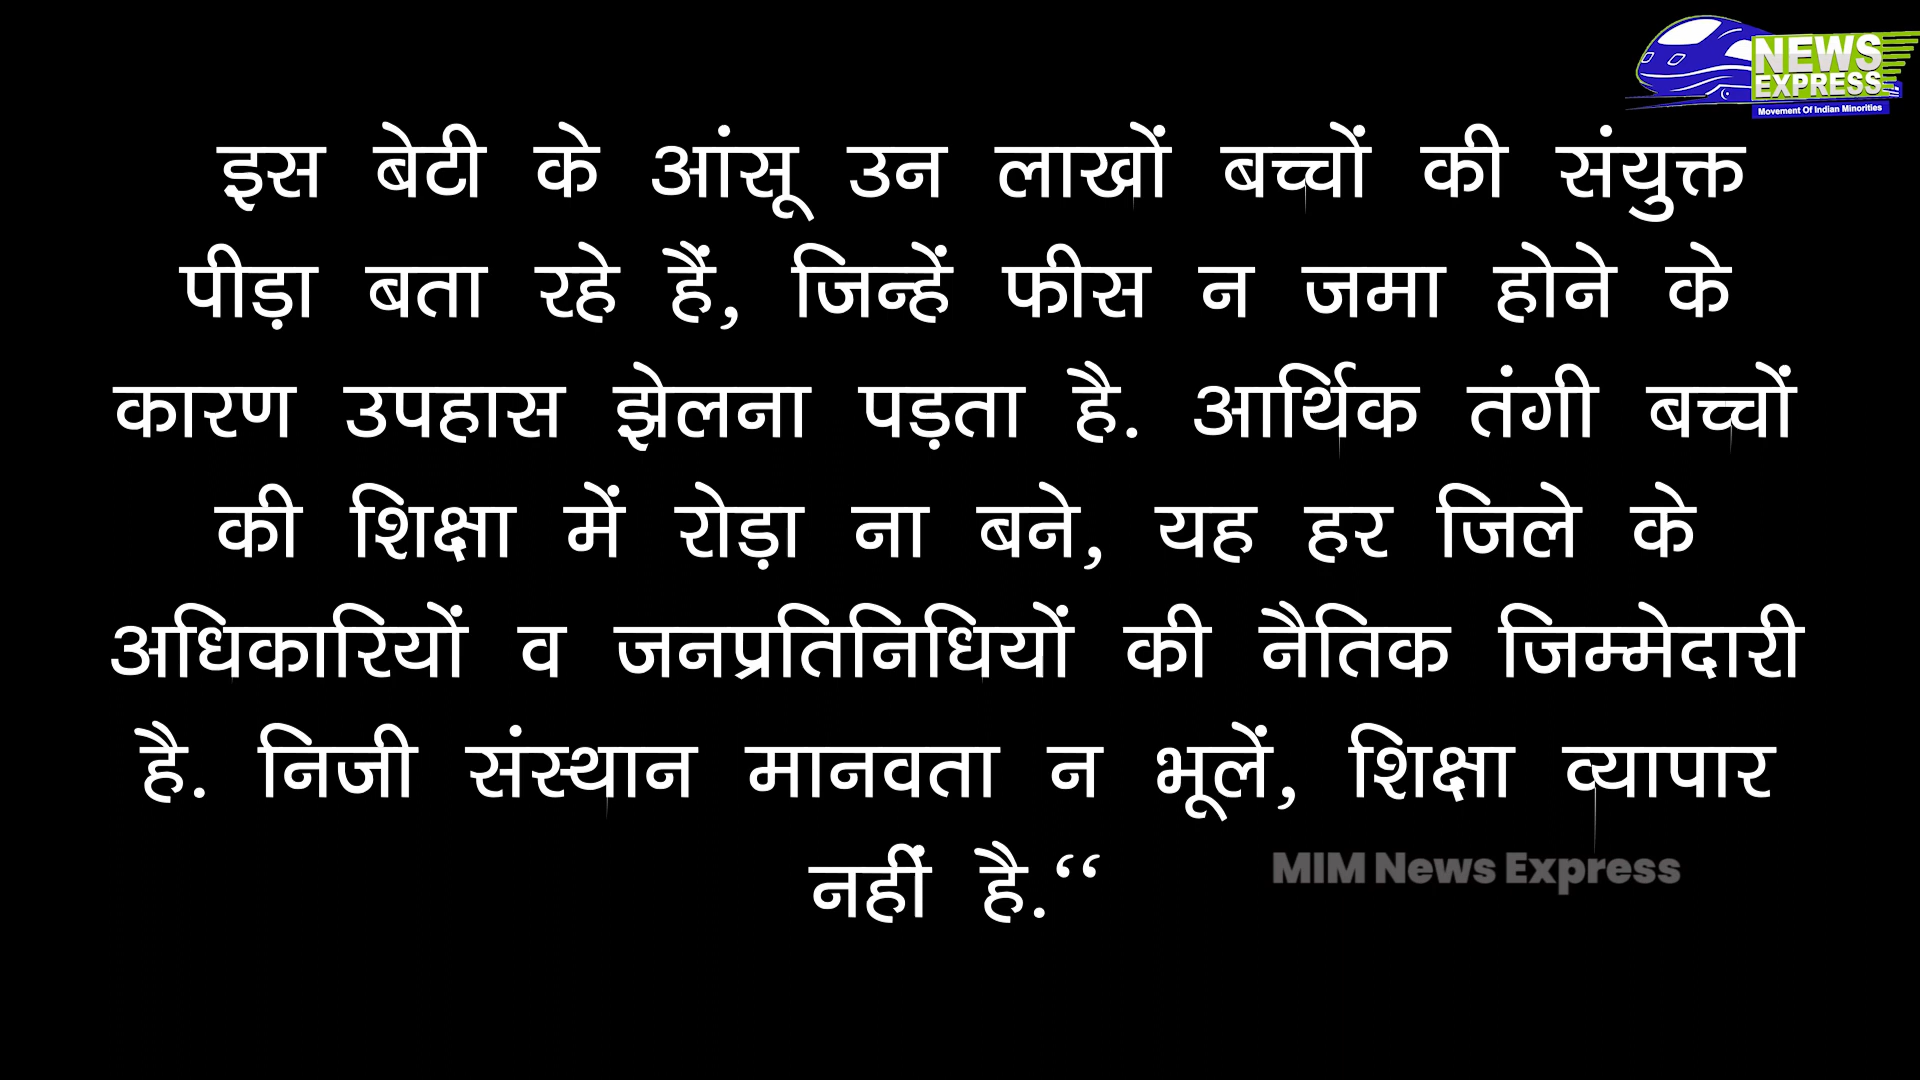 NEWS
EXPRESS
Movement Of Indian Minorities
इस बेटी के आंसू उन लाखों बच्चों की संयुक्त
पीड़ा बता रहे हैं, जिन्हें फीस न जमा होने के
कारण उपहास झेलना पड़ता है. आर्थिक तंगी बच्चों
की शिक्षा में रोड़ा ना बने, यह हर जिले के
अधिकारियों व जनप्रतिनिधियों की नैतिक जिम्मेदारी
है. निजी संस्थान मानवता न भूलें, शिक्षा व्यापार
नहीं है.‘‘
MIM News Express